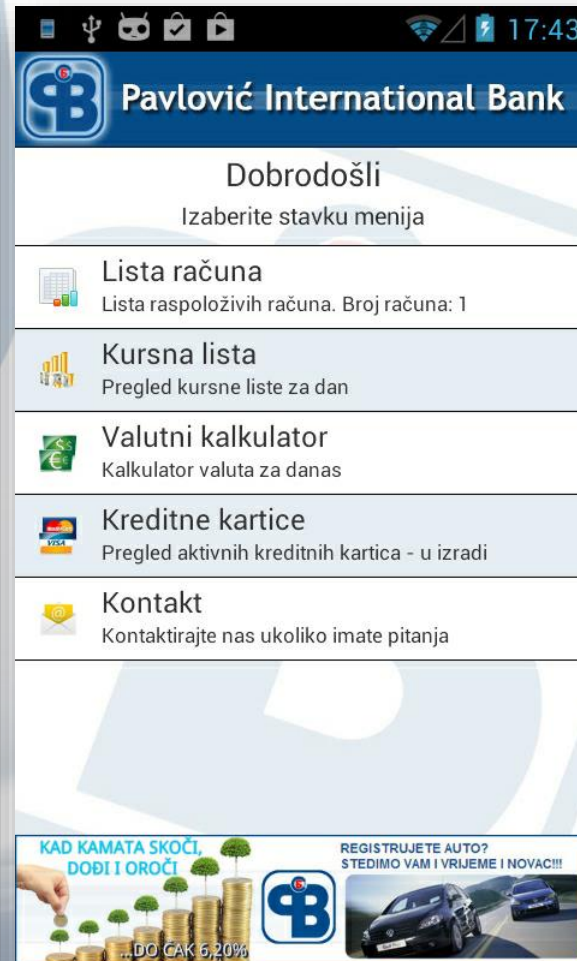 17:43
Pavlović International Bank
Dobrodošli
Izaberite stavku menija
Lista računa
Lista raspoloživih računa. Broj računa: 1
Kursna lista
Pregled kursne liste za dan
Valutni kalkulator
Kalkulator valuta za danas
Kreditne kartice
Pregled aktivnih kreditnih kartica - u izradi
Kontakt
Kontaktirajte nas ukoliko imate pitanja
KAD KAMATA SKOČI,
DOĐI I OROČI
...DO ČAK 6,20%
REGISTRUJETE AUTO?
STEDIMO VAM I VRIJEME I NOVAC!!!